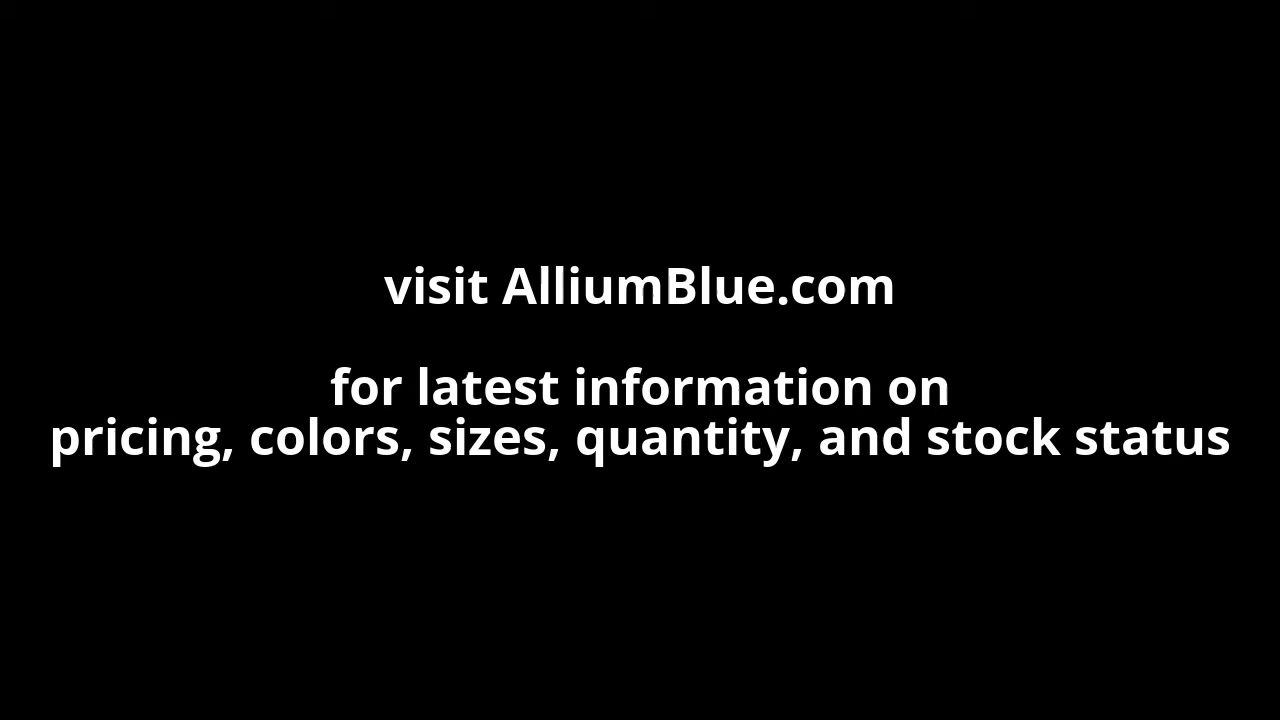 visit AlliumBlue.com
for latest information on
pricing, colors, sizes, quantity, and stock status